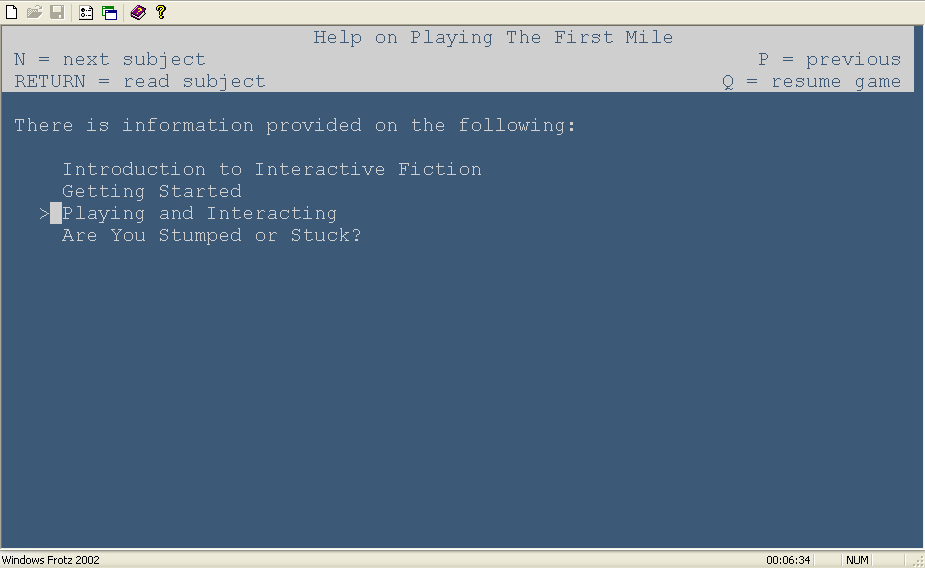 Help on Playing The First Mile
N = next subject P = previous
RETURN = read subject Q = resume game
There is information provided on the following:
Introduction to Interactive Fiction
Getting Started
>Playing and Interacting
Are You Stumped or Stuck?
Windows Frotz 2002 00:06:34 NUM